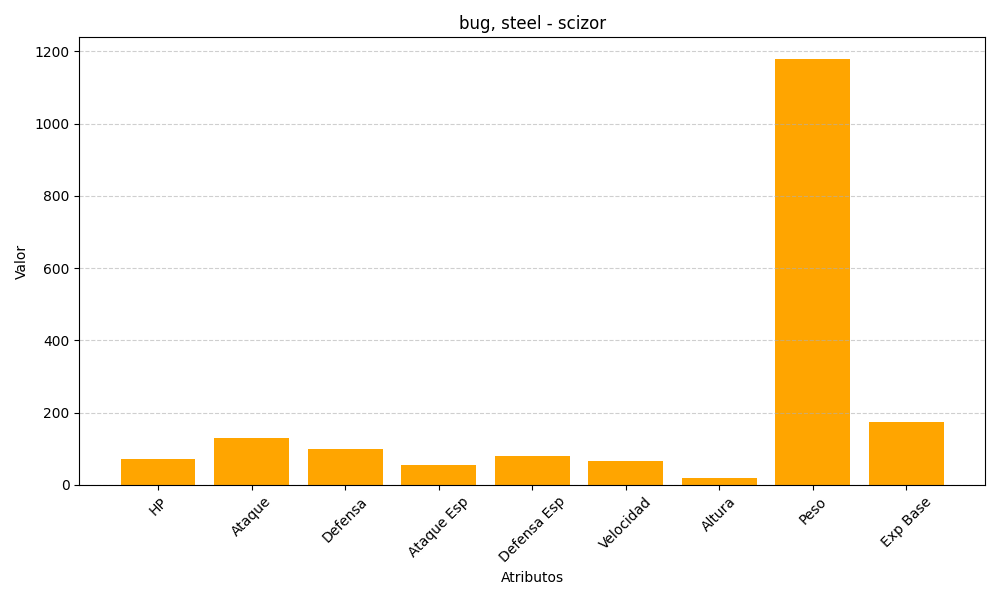 bug, steel - scizor
Valor
1200
1000
800
600
400
200
0
HP
Ataque
Defensa
Ataque Esp
Defensa Esp
Velocidad
Altura
Peso
Exp Base
Atributos